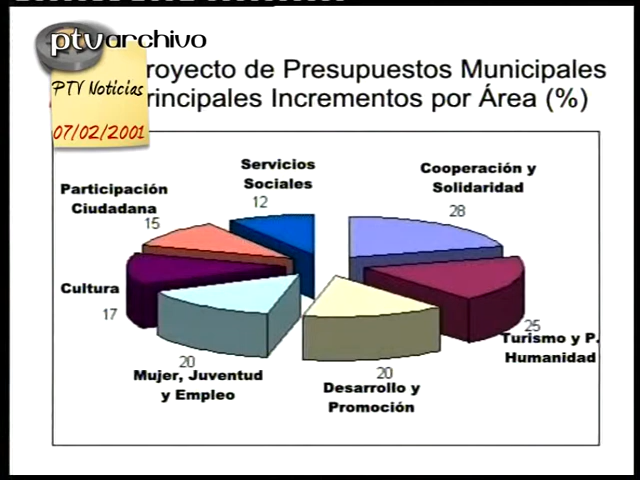 ptvarchivo
royecto de Presupuestos Municipales
PTV Noticias
rincipales Incrementos por Área (%)
07/02/2001
Servicios
Sociales
12
Cooperación y
Solidaridad
28
Participación
Ciudadana
15
Cultura
17
25
Turismo y P.
Humanidad
20
Mujer, Juventud
y Empleo
20
Desarrollo y
Promoción